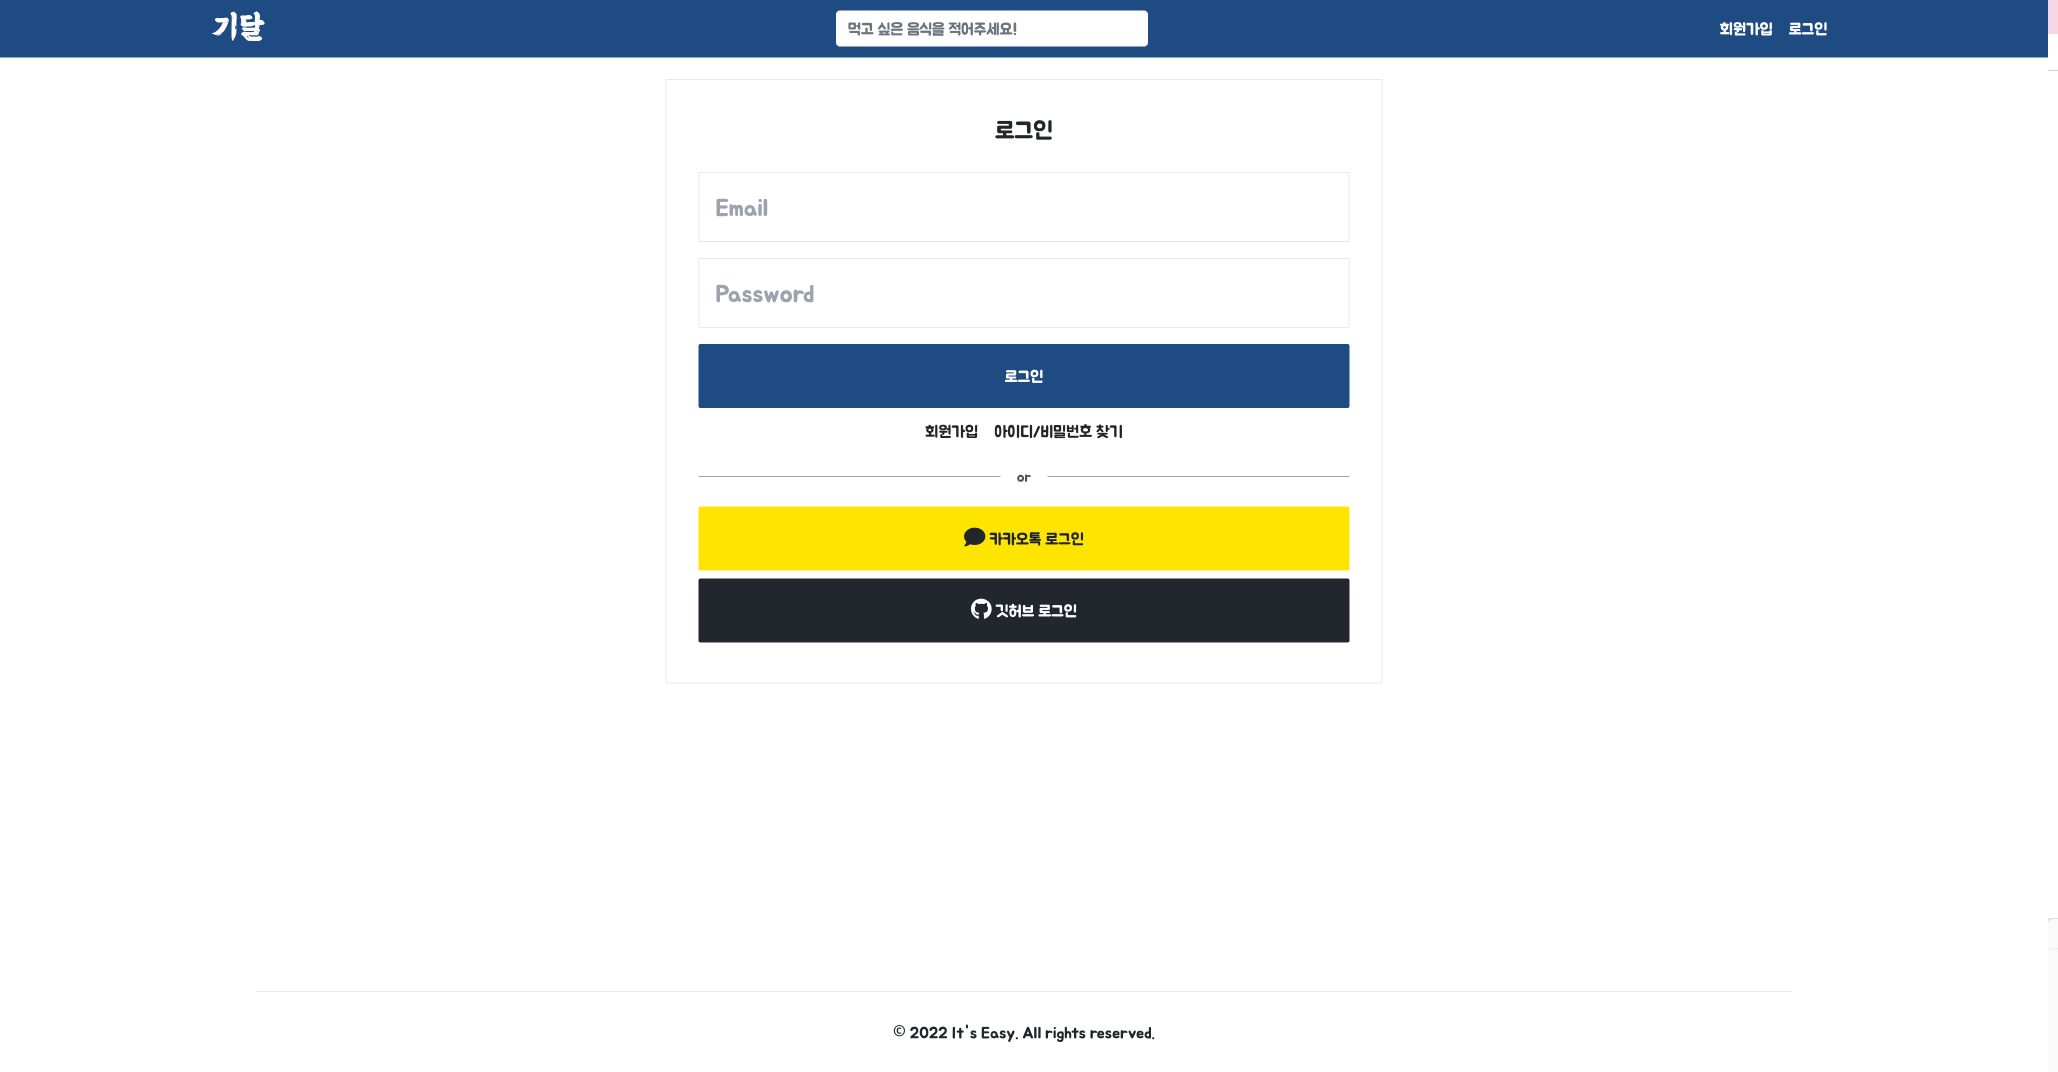 기달
먹고 싶은 음식을 적어주세요!
회원가입 로그인
로그인
Email
Password
로그인
회원가입 아이디/비밀번호 찾기
or
카카오톡 로그인
깃허브 로그인
© 2022 It's Easy. All rights reserved.